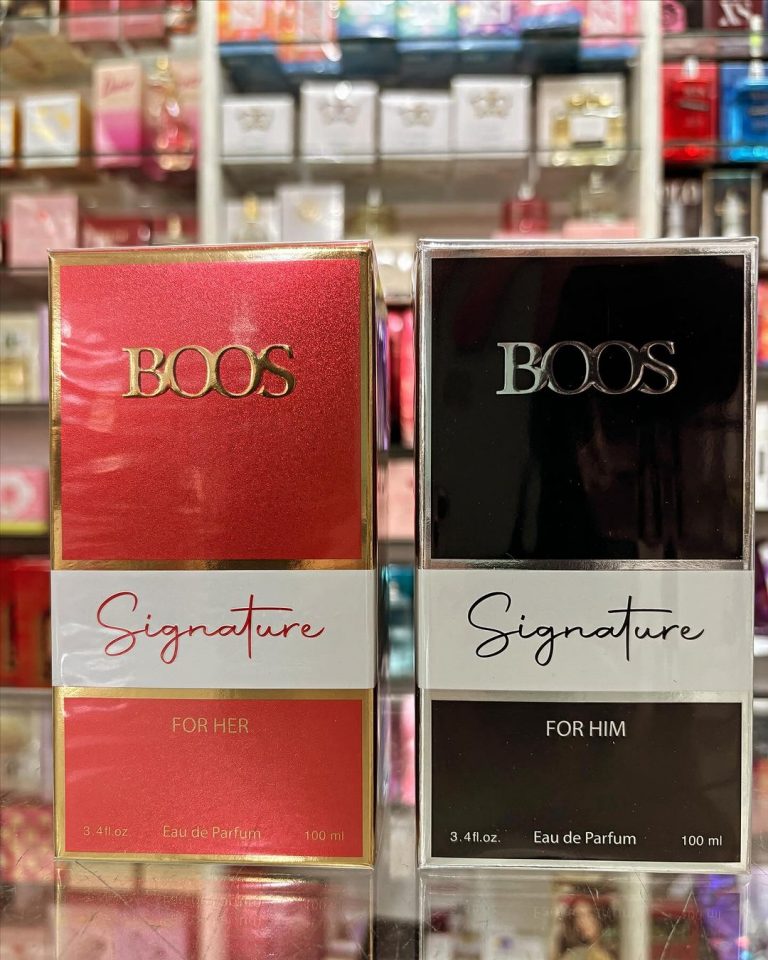 BOOS
Signature
FOR HER
3.4fl.oz. Eau de Parfum 100 ml
BOOS
Signature
FOR HIM
3.4fl.oz. Eau de Parfum 100 ml